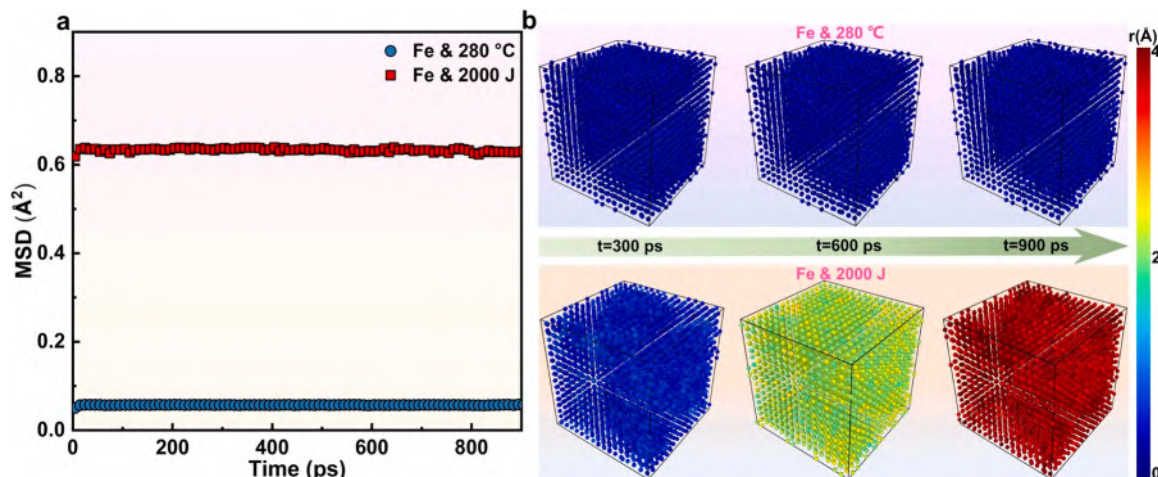 a
Fe & 280 °C
Fe & 2000 J
MSD (Å²)
0.8
0.6
0.4
0.2
0.0
0
200
400
600
800
Time (ps)
b
Fe & 280 ℃
t=300 ps
t=600 ps
t=900 ps
Fe & 2000 J
r(Å)
4
2
0